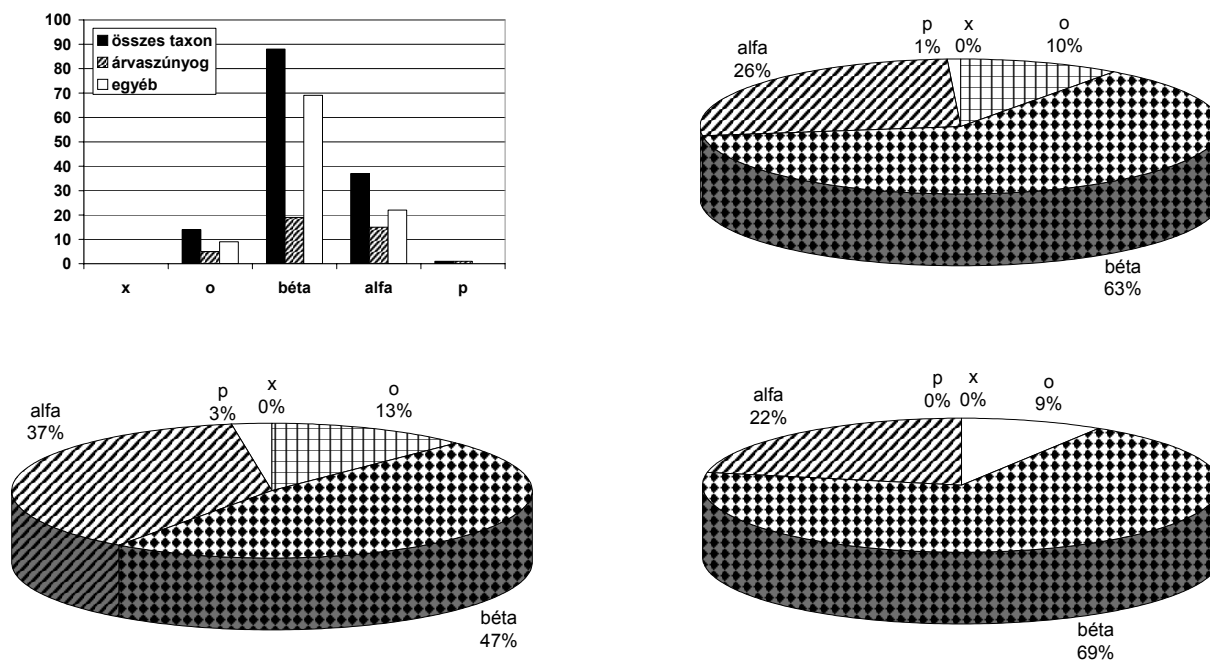 100
90
80
70
60
50
40
30
20
10
0
összes taxon
árvaszúnyog
egyéb
x o béta alfa p
alfa
26%
p
1%
x
0%
o
10%
béta
63%
alfa
37%
p
3%
x
0%
o
13%
béta
47%
alfa
22%
p
0%
x
0%
o
9%
béta
69%